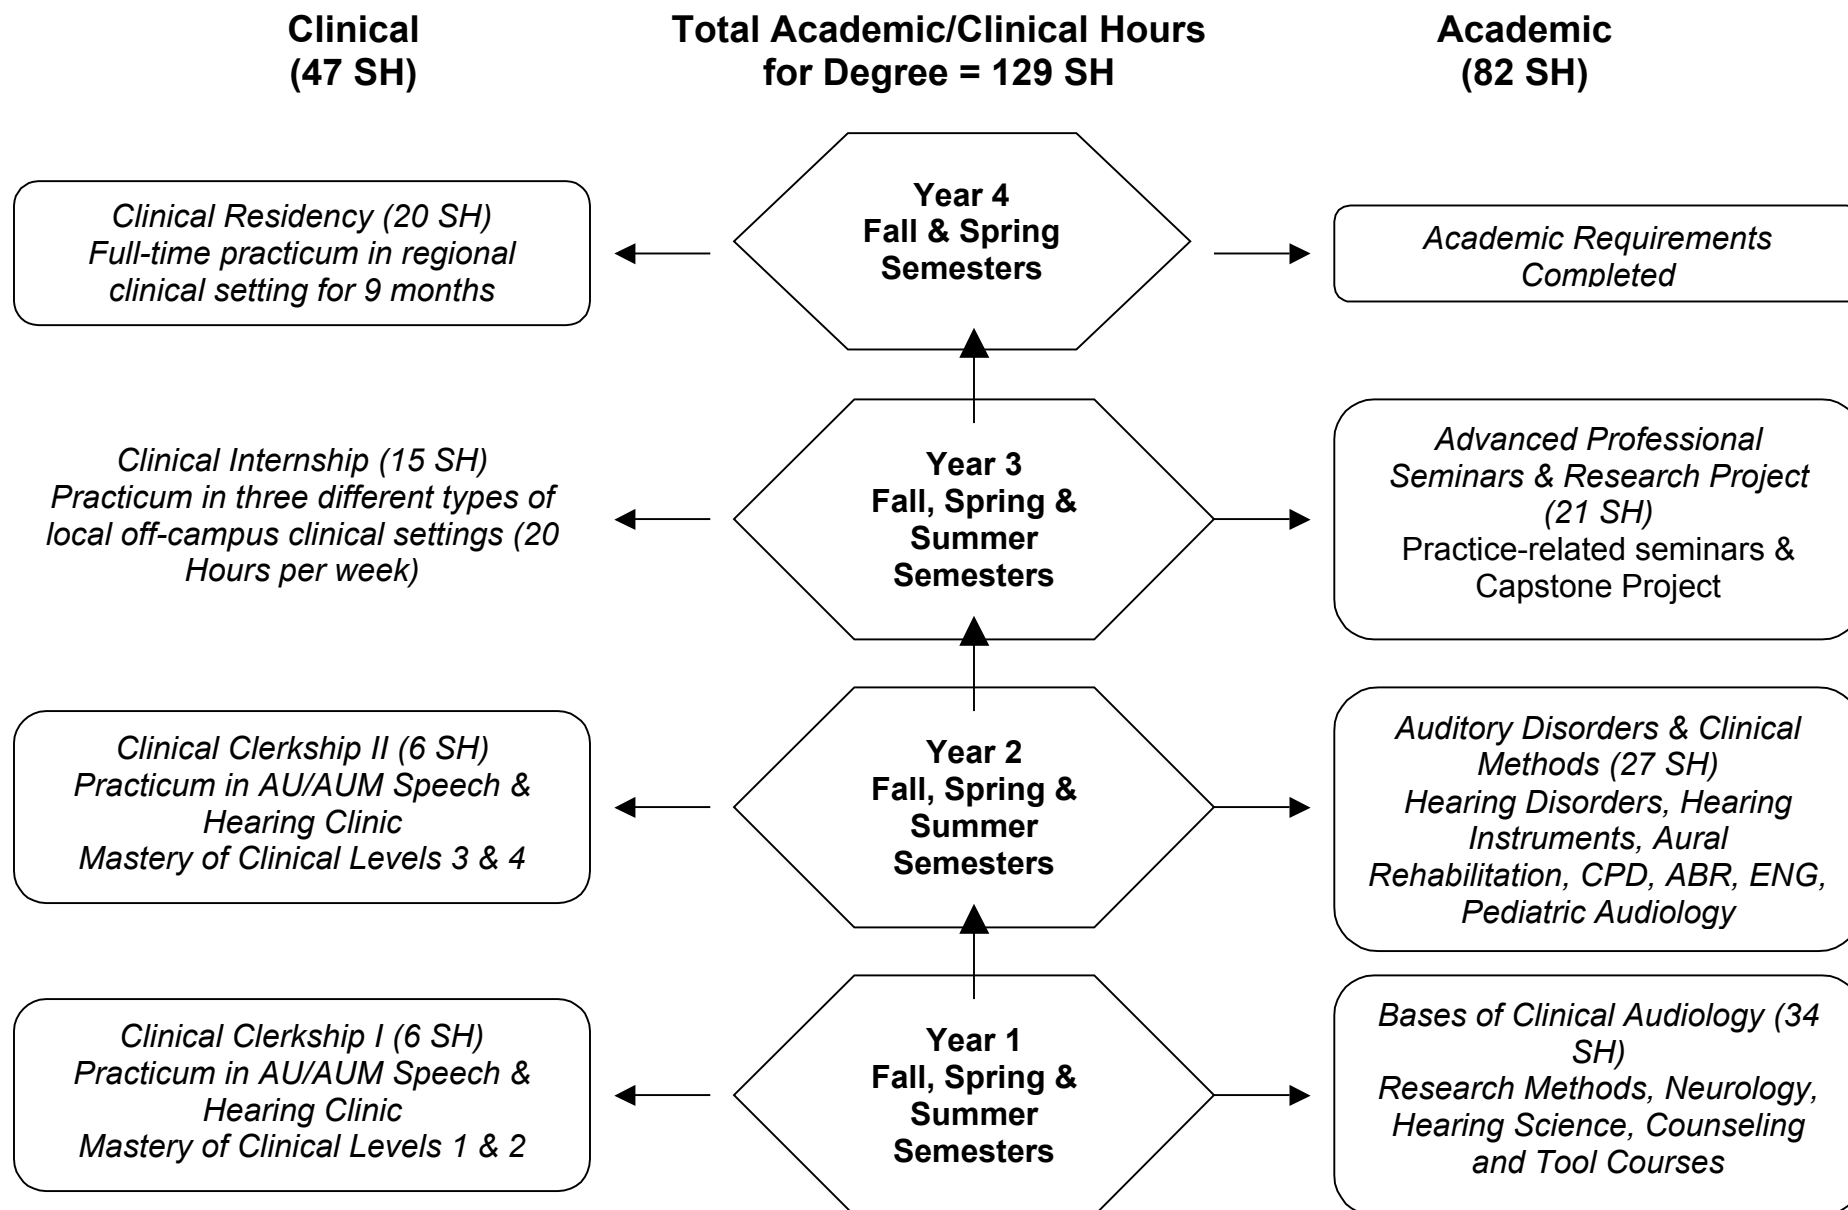 Clinical
(47 SH)
Total Academic/Clinical Hours
for Degree = 129 SH
Academic
(82 SH)
Clinical Residency (20 SH)
Full-time practicum in regional
clinical setting for 9 months
Year 4
Fall & Spring
Semesters
Academic Requirements
Completed
Clinical Internship (15 SH)
Practicum in three different types of
local off-campus clinical settings (20
Hours per week)
Year 3
Fall, Spring &
Summer
Semesters
Advanced Professional
Seminars & Research Project
(21 SH)
Practice-related seminars &
Capstone Project
Clinical Clerkship II (6 SH)
Practicum in AU/AUM Speech &
Hearing Clinic
Mastery of Clinical Levels 3 & 4
Year 2
Fall, Spring &
Summer
Semesters
Auditory Disorders & Clinical
Methods (27 SH)
Hearing Disorders, Hearing
Instruments, Aural
Rehabilitation, CPD, ABR, ENG,
Pediatric Audiology
Clinical Clerkship I (6 SH)
Practicum in AU/AUM Speech &
Hearing Clinic
Mastery of Clinical Levels 1 & 2
Year 1
Fall, Spring &
Summer
Semesters
Bases of Clinical Audiology (34
SH)
Research Methods, Neurology,
Hearing Science, Counseling
and Tool Courses